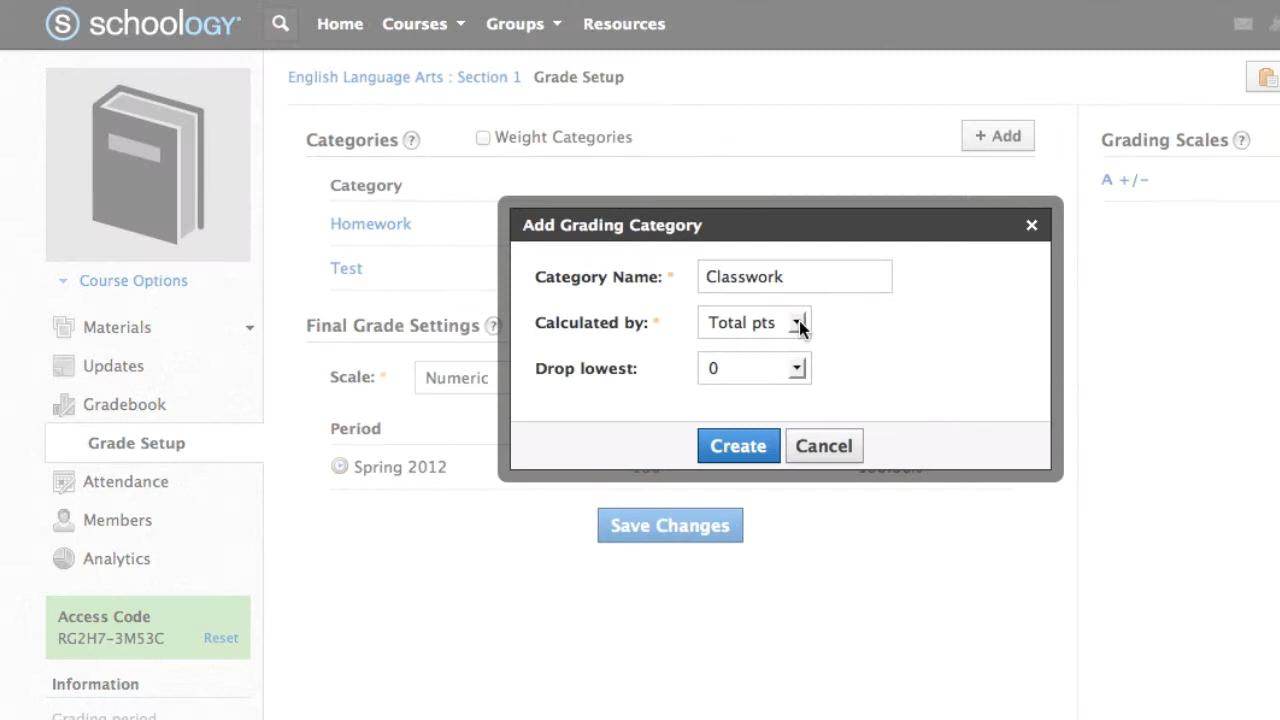 schoology
Home Courses Groups Resources
English Language Arts : Section 1 Grade Setup
Categories ? Weight Categories + Add
Grading Scales ?
A +/-
Category
Homework
Test
Add Grading Category ×
Category Name: * Classwork
Calculated by: * Total pts
Drop lowest: 0
Create Cancel
Final Grade Settings ?
Scale: * Numeric
Period
Spring 2012
Save Changes
Course Options
Materials
Updates
Gradebook
Grade Setup
Attendance
Members
Analytics
Access Code
RG2H7-3M53C Reset
Information
Grading period